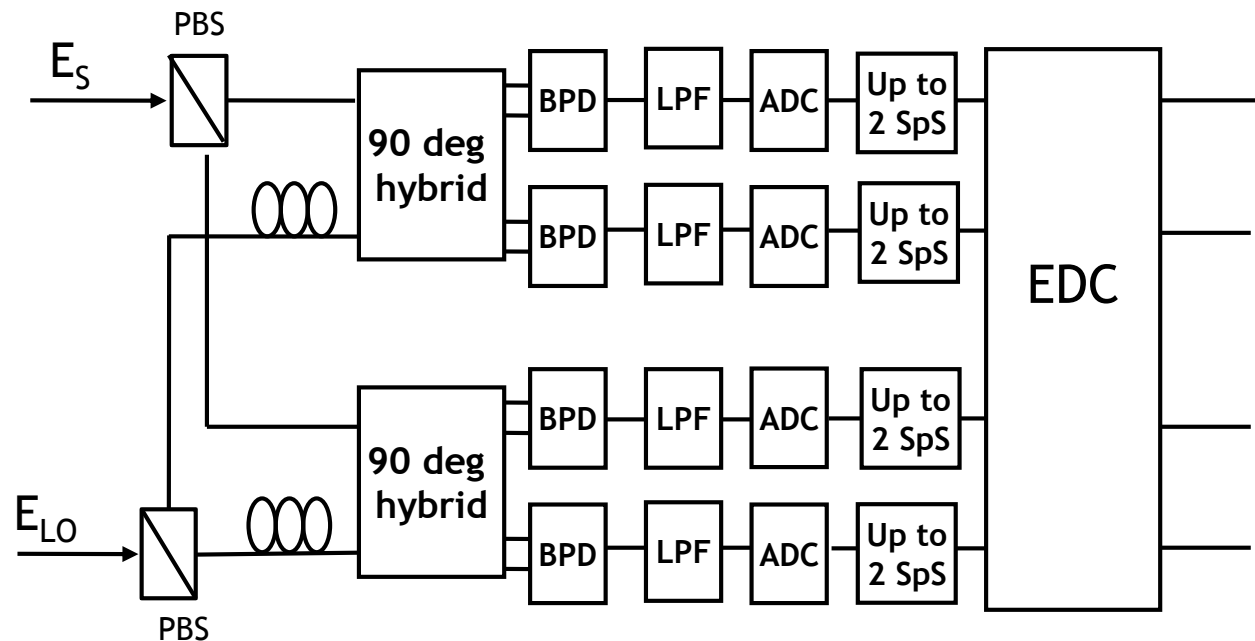 PBS
E_S
90 deg
hybrid
BPD
LPF
ADC
Up to
2 SpS
BPD
LPF
ADC
Up to
2 SpS
EDC
90 deg
hybrid
BPD
LPF
ADC
Up to
2 SpS
E_LO
BPD
LPF
ADC
Up to
2 SpS
PBS